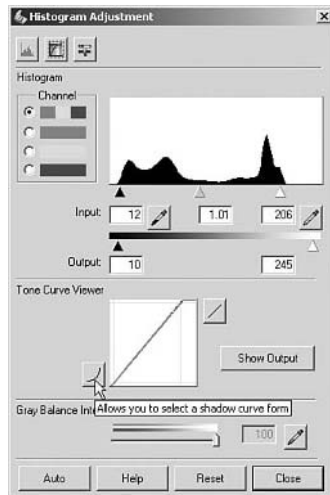 Histogram Adjustment
Histogram
Channel
Input: 12 1.01 206
Output: 10 245
Tone Curve Viewer
Show Output
Allows you to select a shadow curve form
Gray Balance Inte
100
Auto Help Reset Close